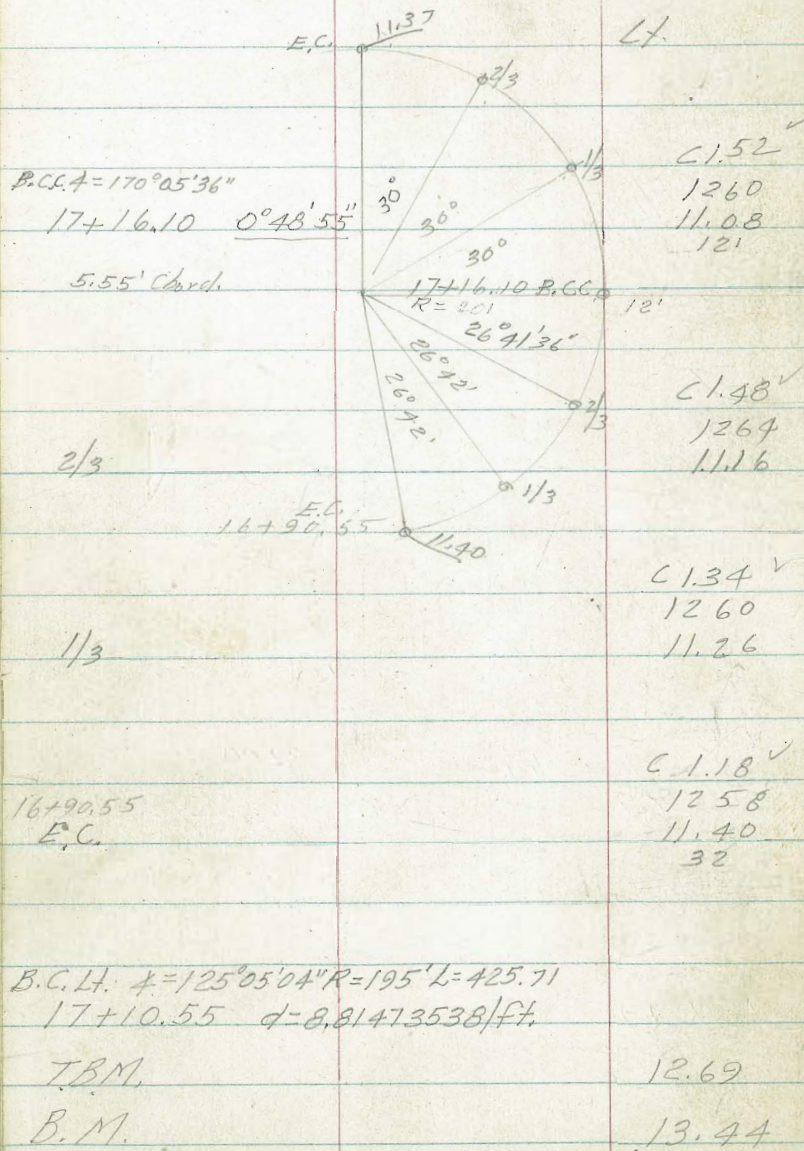 11.37
E.C.
Lt.
2/3
1/3
C 1.52 ✓
B.C.C. ∡=170°05'36"
1260
30°
17+16.10 0°48'55"
30°
11.08
12'
30°
5.55' Chord.
17+16.10 B.C.C.
12'
R=201
26°41'36"
26°42'
26°42'
C 1.48 ✓
2/3
1264
11.16
2/3
1/3
E.C.
16+90.55
11.40
C 1.34 ✓
1260
11.26
1/3
C 1.18 ✓
16+90.55
1258
E.C.
11.40
32
B.C. Lt. ∡=125°05'04" R=195' L=425.71
17+10.55 d=8.81473538/ft.
T.B.M. 12.69
B.M. 13.44